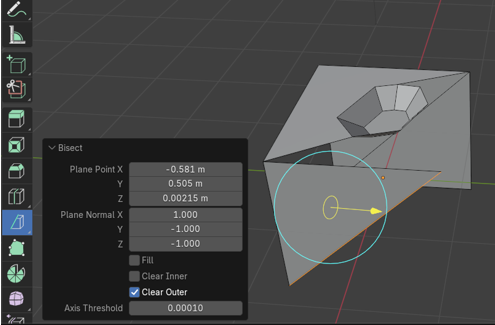 Bisect
Plane Point X -0.581 m
Y 0.505 m
Z 0.00215 m
Plane Normal X 1.000
Y -1.000
Z -1.000
Fill
Clear Inner
Clear Outer
Axis Threshold 0.00010